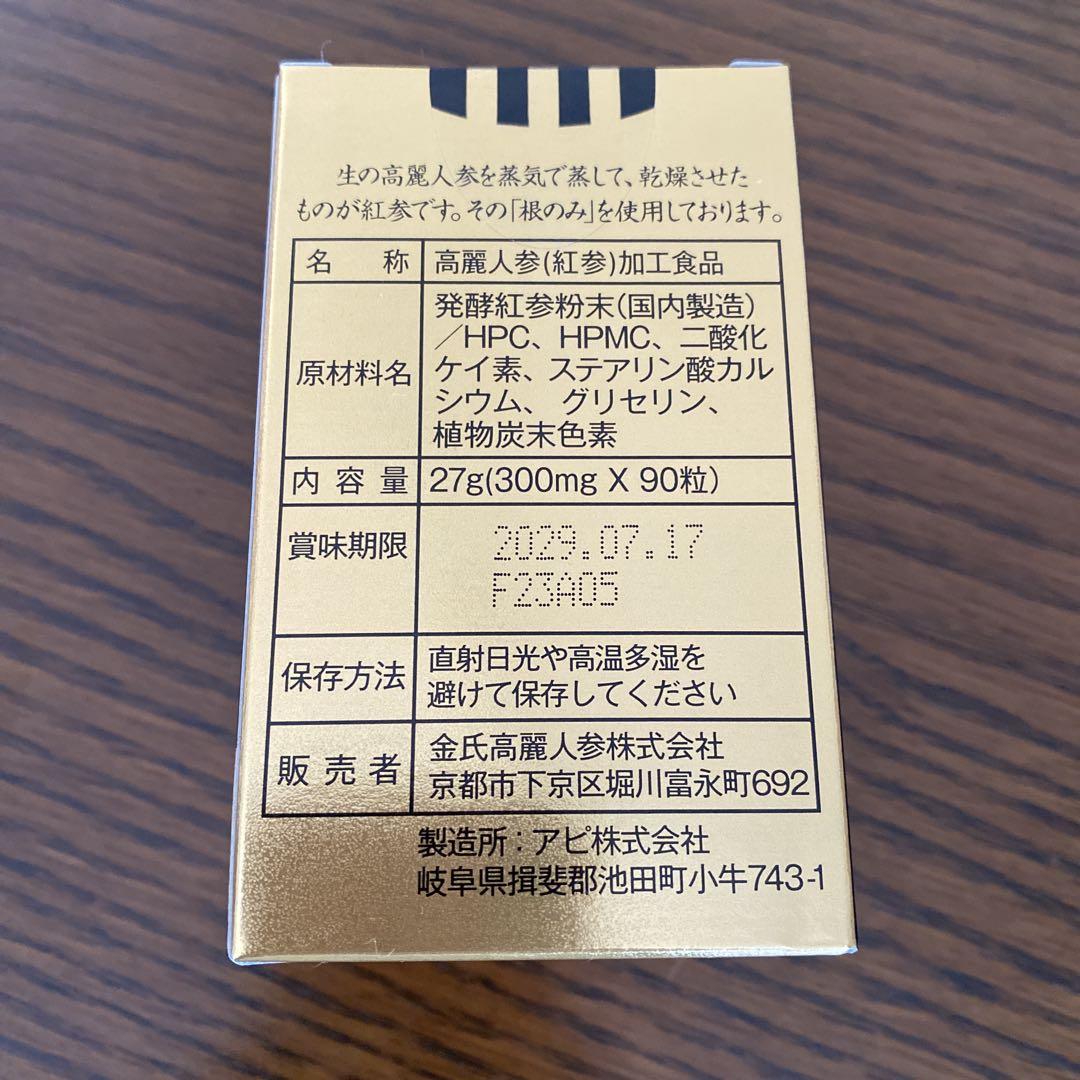 生の高麗人参を蒸気で蒸して、乾燥させた
ものが紅参です。その「根のみ」を使用しております。
名 称 高麗人参(紅参)加工食品
原材料名
発酵紅参粉末(国内製造)
/HPC、HPMC、二酸化
ケイ素、ステアリン酸カル
シウム、グリセリン、
植物炭末色素
内容量 27g(300mg X 90粒)
賞味期限
2029.07.17
F23A05
保存方法
直射日光や高温多湿を
避けて保存してください
販売者
金氏高麗人参株式会社
京都市下京区堀川富永町692
製造所:アピ株式会社
岐阜県揖斐郡池田町小牛743-1